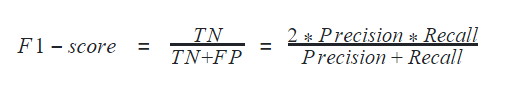 F1 − score = TN / TN+FP = 2 * Precision * Recall / Precision + Recall